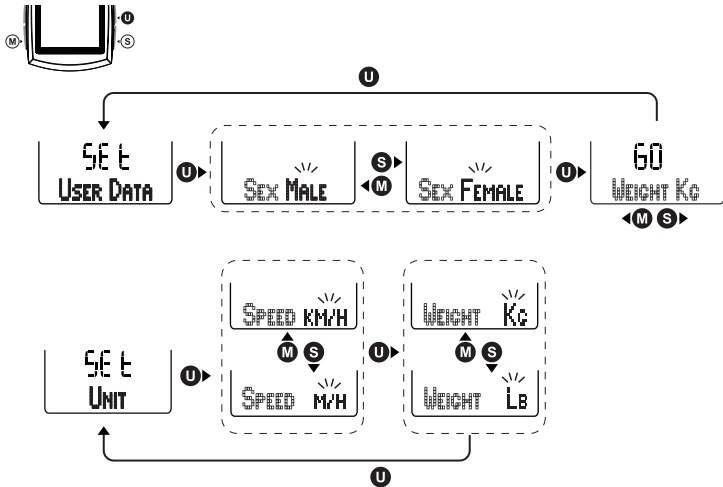 U
M S
U
SEt
USER DATA
U
SEX MALE
S
M
SEX FEMALE
U
60
WEIGHT KG
M S
SPEED KM/H
M S
SPEED M/H
SEt
UNIT
U
U
WEIGHT KG
M S
WEIGHT LB
U